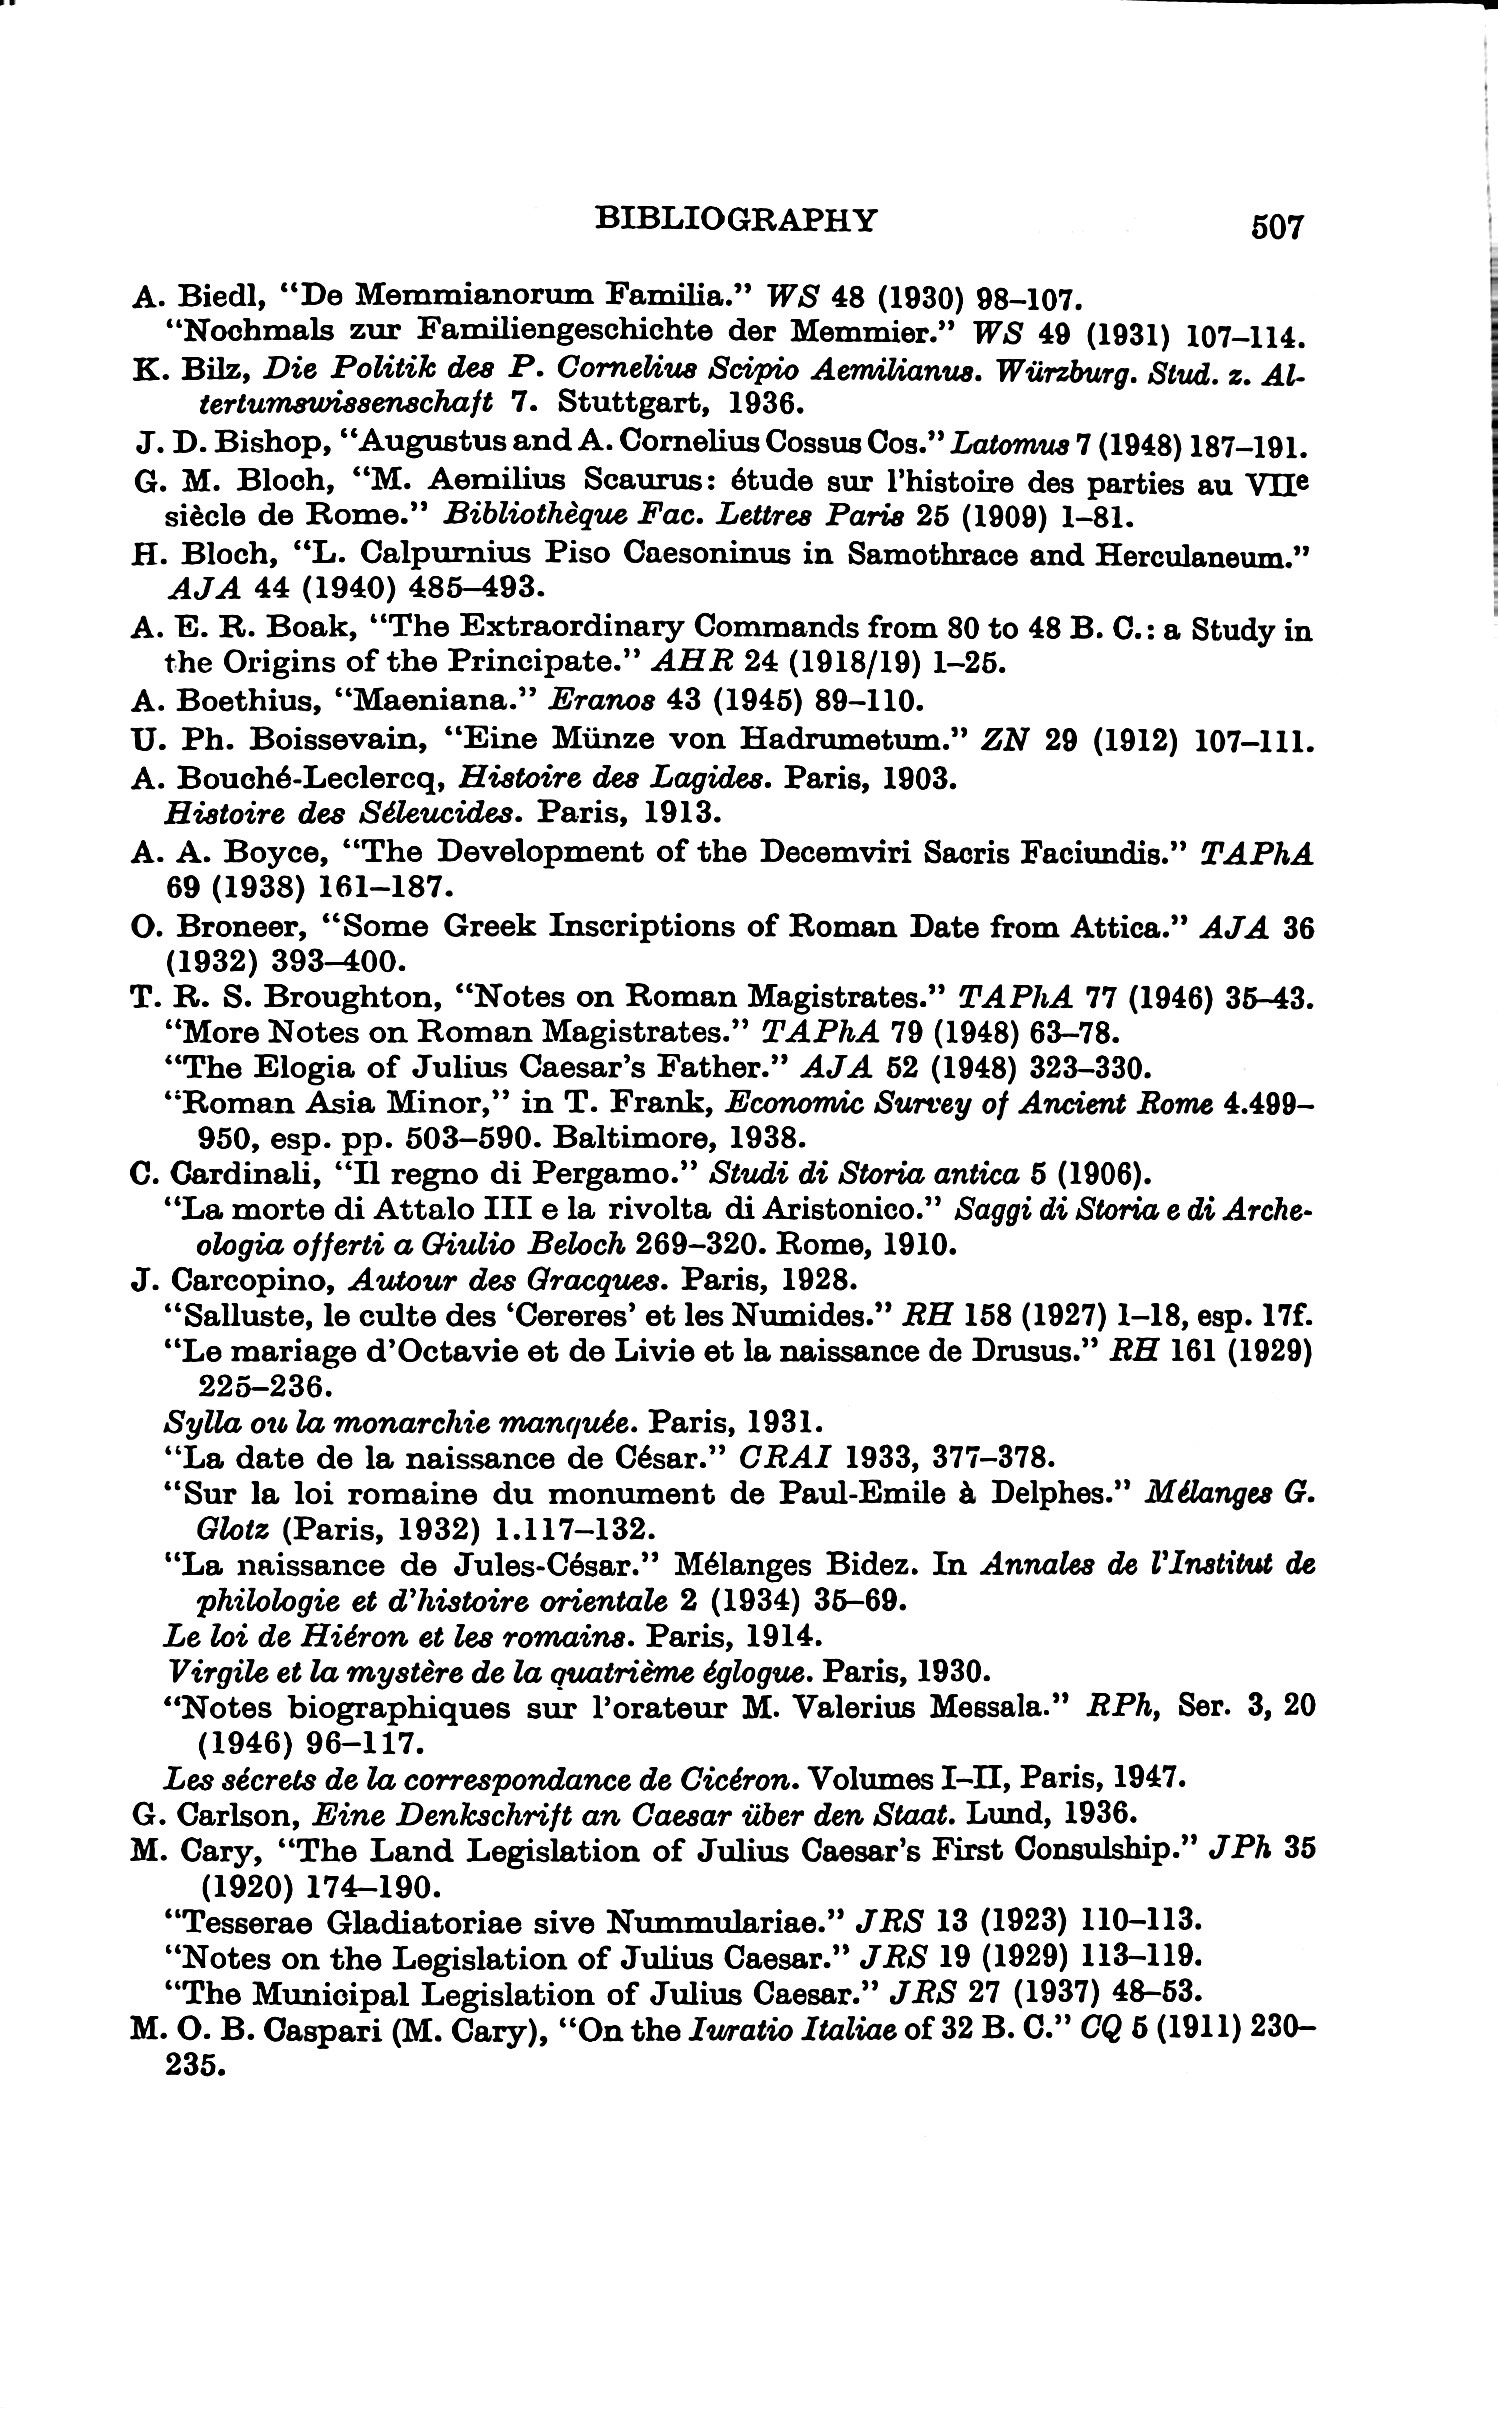 BIBLIOGRAPHY 507
A. Biedl, “De Memmianorum Familia.” WS 48 (1930) 98–107.
“Nochmals zur Familiengeschichte der Memmier.” WS 49 (1931) 107–114.
K. Bilz, Die Politik des P. Cornelius Scipio Aemilianus. Würzburg. Stud. z. Al-
tertumswissenschaft 7. Stuttgart, 1936.
J. D. Bishop, “Augustus and A. Cornelius Cossus Cos.” Latomus 7 (1948) 187–191.
G. M. Bloch, “M. Aemilius Scaurus: étude sur l’histoire des parties au VIIe
siècle de Rome.” Bibliothèque Fac. Lettres Paris 25 (1909) 1–81.
H. Bloch, “L. Calpurnius Piso Caesoninus in Samothrace and Herculaneum.”
AJA 44 (1940) 485–493.
A. E. R. Boak, “The Extraordinary Commands from 80 to 48 B. C.: a Study in
the Origins of the Principate.” AHR 24 (1918/19) 1–25.
A. Boethius, “Maeniana.” Eranos 43 (1945) 89–110.
U. Ph. Boissevain, “Eine Münze von Hadrumetum.” ZN 29 (1912) 107–111.
A. Bouché-Leclercq, Histoire des Lagides. Paris, 1903.
Histoire des Séleucides. Paris, 1913.
A. A. Boyce, “The Development of the Decemviri Sacris Faciundis.” TAPhA
69 (1938) 161–187.
O. Broneer, “Some Greek Inscriptions of Roman Date from Attica.” AJA 36
(1932) 393–400.
T. R. S. Broughton, “Notes on Roman Magistrates.” TAPhA 77 (1946) 35–43.
“More Notes on Roman Magistrates.” TAPhA 79 (1948) 63–78.
“The Elogia of Julius Caesar’s Father.” AJA 52 (1948) 323–330.
“Roman Asia Minor,” in T. Frank, Economic Survey of Ancient Rome 4.499–
950, esp. pp. 503–590. Baltimore, 1938.
C. Cardinali, “Il regno di Pergamo.” Studi di Storia antica 5 (1906).
“La morte di Attalo III e la rivolta di Aristonico.” Saggi di Storia e di Arche-
ologia offerti a Giulio Beloch 269–320. Rome, 1910.
J. Carcopino, Autour des Gracques. Paris, 1928.
“Salluste, le culte des ‘Cereres’ et les Numides.” RH 158 (1927) 1–18, esp. 17f.
“Le mariage d’Octavie et de Livie et la naissance de Drusus.” RH 161 (1929)
225–236.
Sylla ou la monarchie manquée. Paris, 1931.
“La date de la naissance de César.” CRAI 1933, 377–378.
“Sur la loi romaine du monument de Paul-Emile à Delphes.” Mélanges G.
Glotz (Paris, 1932) 1.117–132.
“La naissance de Jules-César.” Mélanges Bidez. In Annales de l’Institut de
philologie et d’histoire orientale 2 (1934) 35–69.
Le loi de Hiéron et les romains. Paris, 1914.
Virgile et la mystère de la quatrième églogue. Paris, 1930.
“Notes biographiques sur l’orateur M. Valerius Messala.” RPh, Ser. 3, 20
(1946) 96–117.
Les sécrets de la correspondance de Cicéron. Volumes I–II, Paris, 1947.
G. Carlson, Eine Denkschrift an Caesar über den Staat. Lund, 1936.
M. Cary, “The Land Legislation of Julius Caesar’s First Consulship.” JPh 35
(1920) 174–190.
“Tesserae Gladiatoriae sive Nummulariae.” JRS 13 (1923) 110–113.
“Notes on the Legislation of Julius Caesar.” JRS 19 (1929) 113–119.
“The Municipal Legislation of Julius Caesar.” JRS 27 (1937) 48–53.
M. O. B. Caspari (M. Cary), “On the Iuratio Italiae of 32 B. C.” CQ 5 (1911) 230–
235.